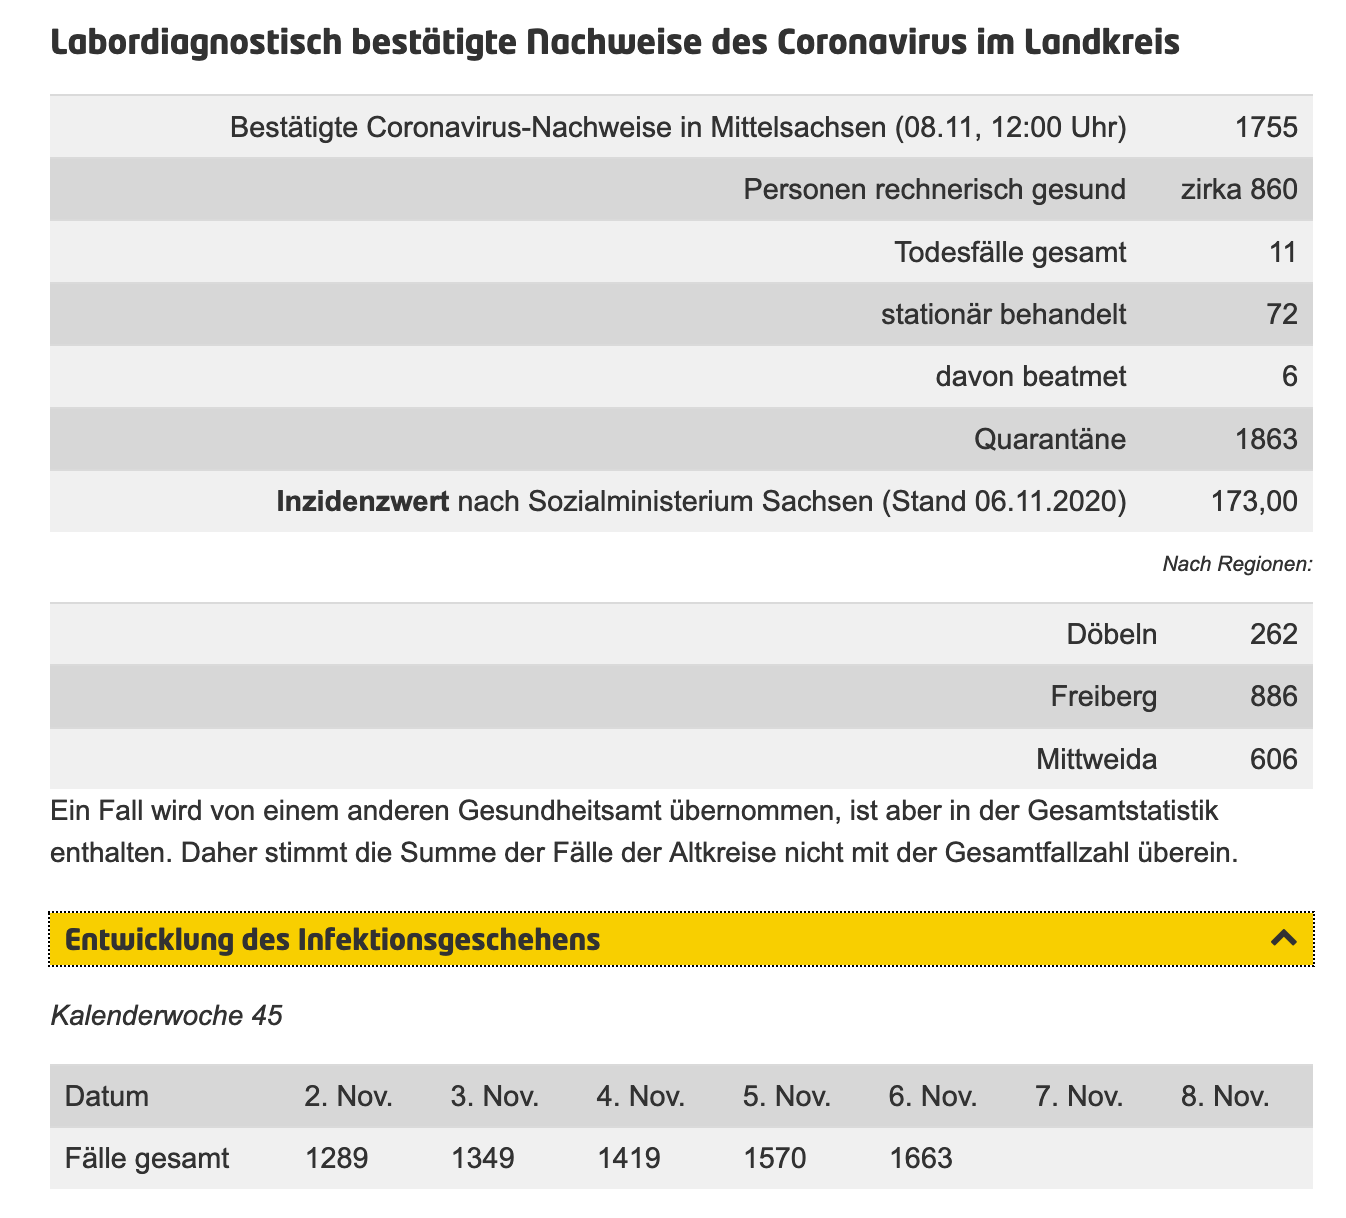 Labordiagnostisch bestätigte Nachweise des Coronavirus im Landkreis
Bestätigte Coronavirus-Nachweise in Mittelsachsen (08.11, 12:00 Uhr) 1755
Personen rechnerisch gesund zirka 860
Todesfälle gesamt 11
stationär behandelt 72
davon beatmet 6
Quarantäne 1863
Inzidenzwert nach Sozialministerium Sachsen (Stand 06.11.2020) 173,00
Nach Regionen:
Döbeln 262
Freiberg 886
Mittweida 606
Ein Fall wird von einem anderen Gesundheitsamt übernommen, ist aber in der Gesamtstatistik
enthalten. Daher stimmt die Summe der Fälle der Altkreise nicht mit der Gesamtfallzahl überein.
Entwicklung des Infektionsgeschehens
Kalenderwoche 45
Datum 2. Nov. 3. Nov. 4. Nov. 5. Nov. 6. Nov. 7. Nov. 8. Nov.
Fälle gesamt 1289 1349 1419 1570 1663